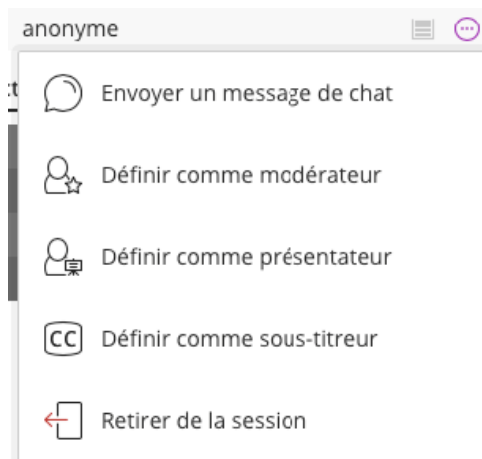 anonyme
ct
Envoyer un message de chat
Définir comme modérateur
Définir comme présentateur
CC
Définir comme sous-titreur
Retirer de la session